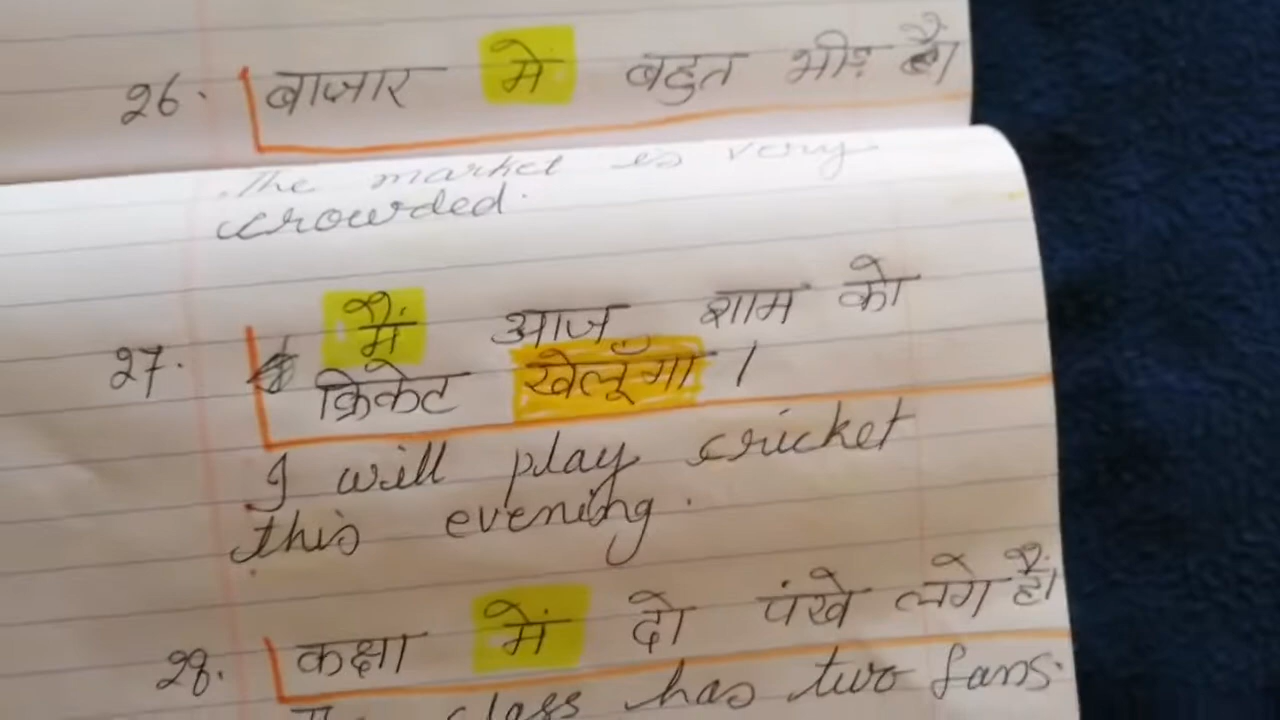 26. बाजार मे बहुत भीड़ है।
The market is very
crowded.
27. मैं आज शाम को
क्रिकेट खेलूँगा ।
I will play cricket
this evening.
28. कक्षा में दो पंखे लगे हैं।
class has two fans.